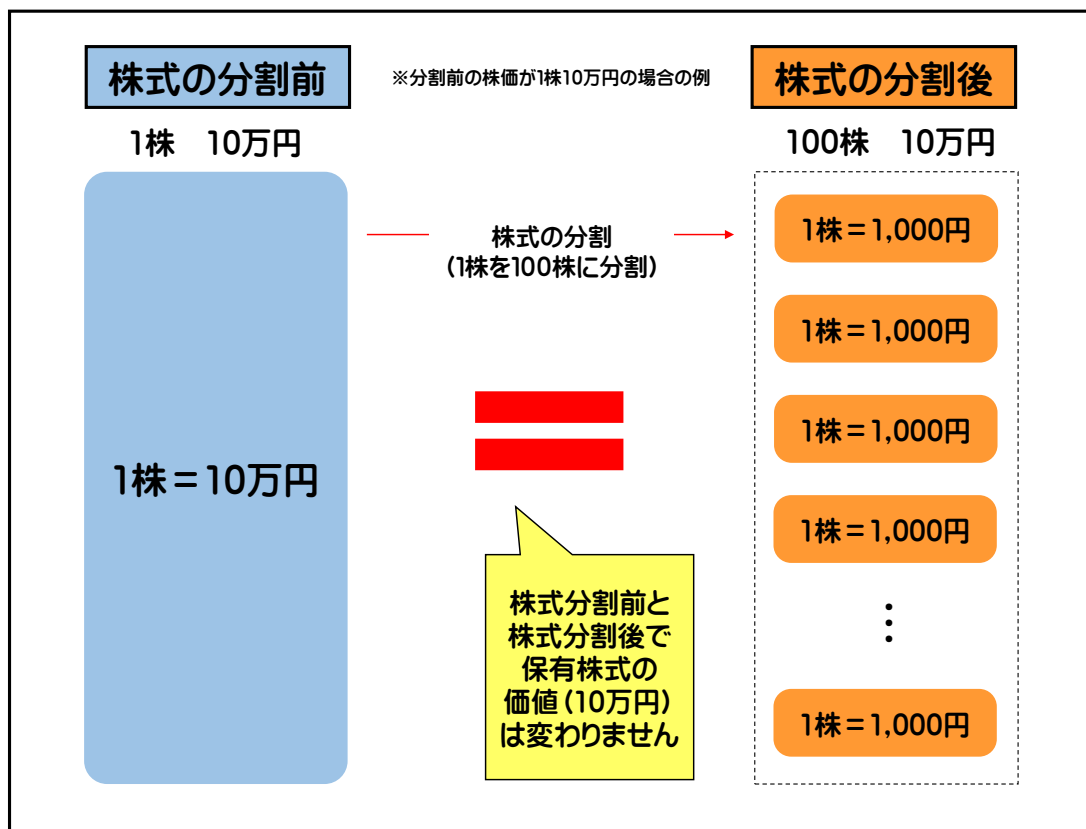 株式の分割前
※分割前の株価が1株10万円の場合の例
株式の分割後
1株 10万円
100株 10万円
株式の分割
(1株を100株に分割)
1株=10万円
1株=1,000円
1株=1,000円
1株=1,000円
1株=1,000円
⋮
1株=1,000円
株式分割前と
株式分割後で
保有株式の
価値(10万円)
は変わりません